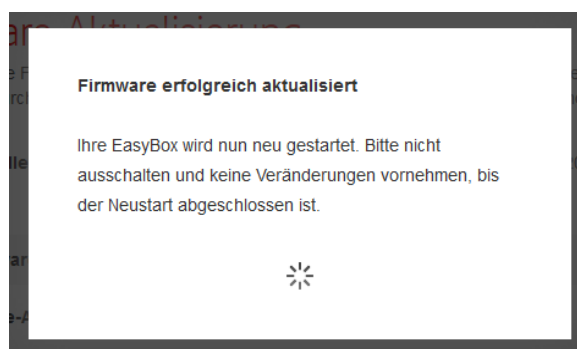 Aktualisierung
Firmware erfolgreich aktualisiert
Ihre EasyBox wird nun neu gestartet. Bitte nicht
ausschalten und keine Veränderungen vornehmen, bis
der Neustart abgeschlossen ist.